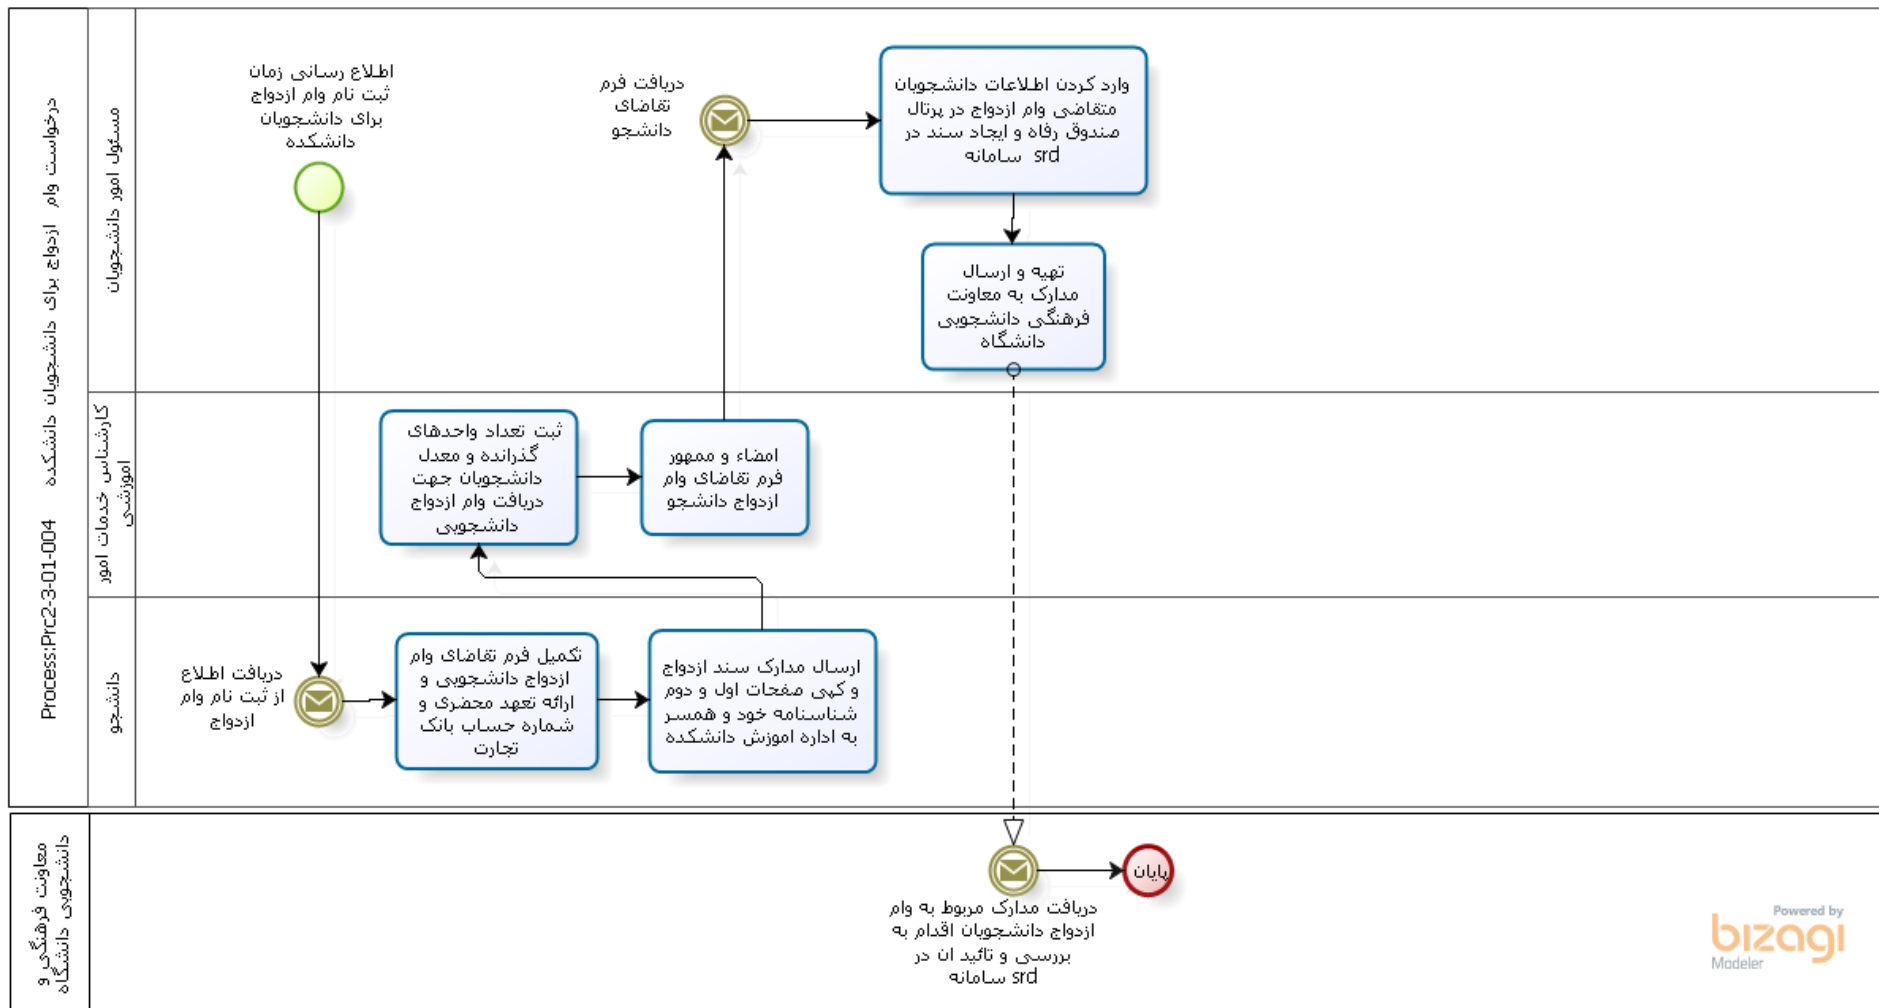 درخواست وام ازدواج برای دانشجویان دانشکده
Process:Prc2-3-01-004
مسئول امور دانشجویان
اطلاع رسانی زمان
ثبت نام وام ازدواج
برای دانشجویان
دانشکده
دریافت فرم
تقاضای
دانشجو
وارد کردن اطلاعات دانشجویان
متقاضی وام ازدواج در پرتال
صندوق رفاه و ایجاد سند در
سامانه srd
تهیه و ارسال
مدارک به معاونت
فرهنگی دانشجویی
دانشگاه
کارشناس خدمات امور
اموزشی
ثبت تعداد واحدهای
گذرانده و معدل
دانشجویان جهت
دریافت وام ازدواج
دانشجویی
امضاء و ممهور
فرم تقاضای وام
ازدواج دانشجو
دانشجو
دریافت اطلاع
از ثبت نام وام
ازدواج
تکمیل فرم تقاضای وام
ازدواج دانشجویی و
ارائه تعهد محضری و
شماره حساب بانک
تجارت
ارسال مدارک سند ازدواج
و کپی صفحات اول و دوم
شناسنامه خود و همسر
به اداره اموزش دانشکده
معاونت فرهنگی و
دانشجویی دانشگاه
دریافت مدارک مربوط به وام
ازدواج دانشجویان اقدام به
بررسی و تائید ان در
سامانه srd
پایان
Powered by
bizagi
Modeler